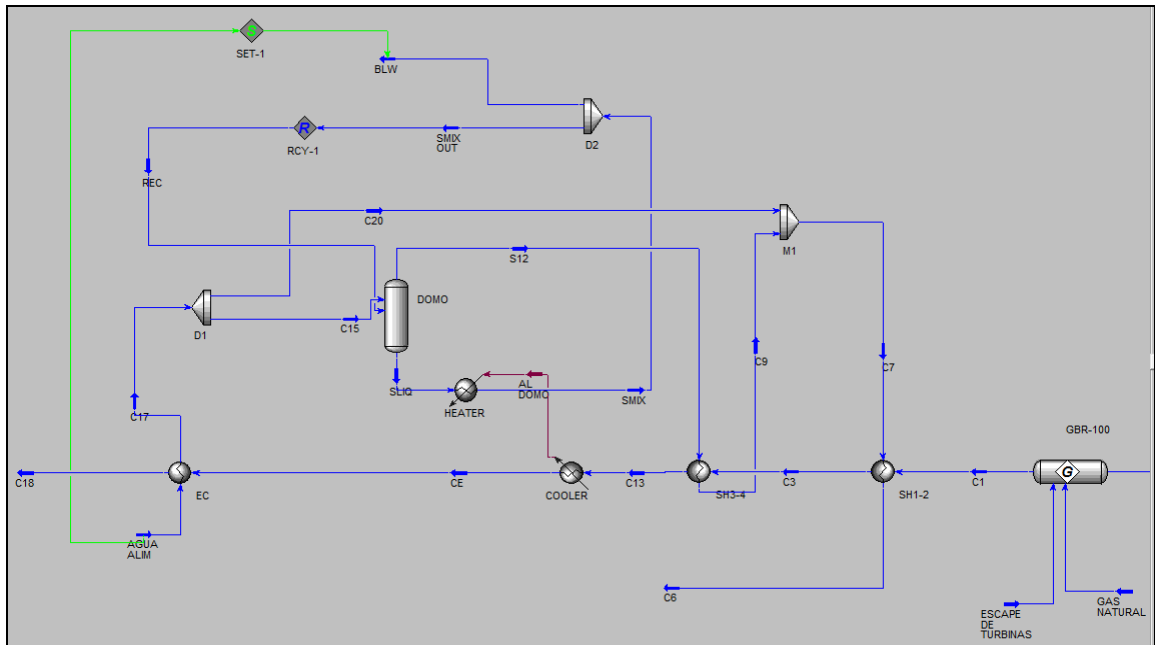 S
SET-1
BLW
D2
R
RCY-1
SMIX
OUT
REC
C20
M1
S12
DOMO
D1
C15
C9
C7
SLIQ
AL
DOMO
HEATER
SMIX
C17
GBR-100
G
C18
EC
CE
COOLER
C13
SH3-4
C3
SH1-2
C1
AGUA
ALIM
C6
ESCAPE
DE
TURBINAS
GAS
NATURAL